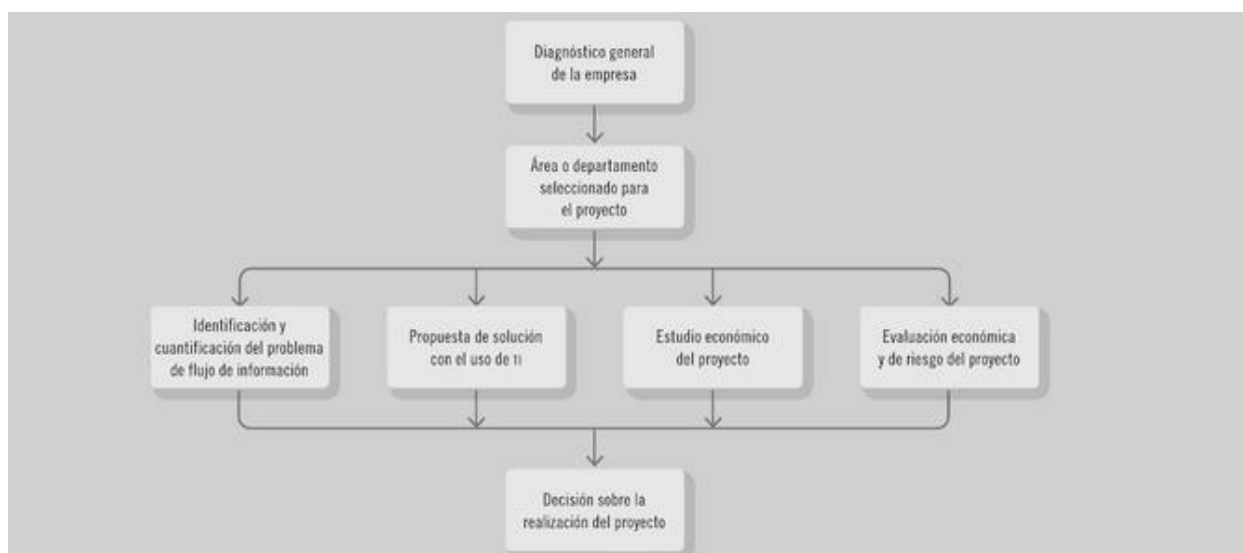 Diagnóstico general
de la empresa
Área o departamento
seleccionado para
el proyecto
Identificación y
cuantificación del problema
de flujo de información
Propuesta de solución
con el uso de TI
Estudio económico
del proyecto
Evaluación económica
y de riesgo del proyecto
Decisión sobre la
realización del proyecto